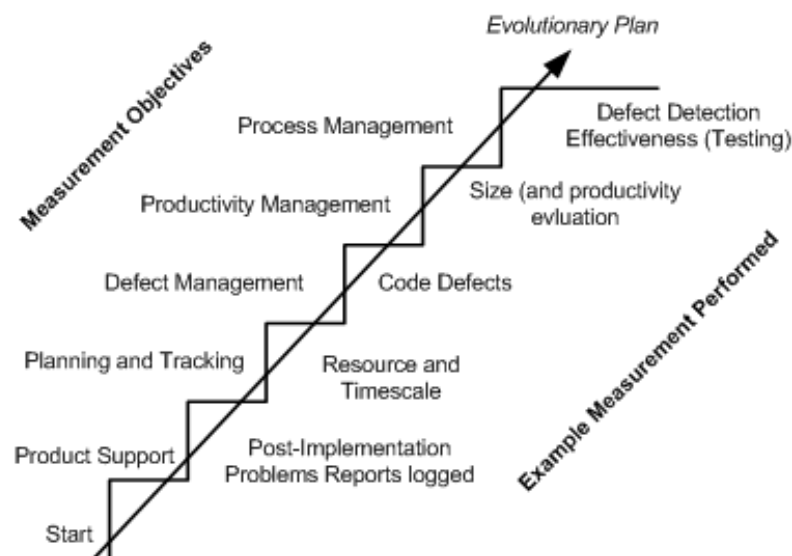 Evolutionary Plan
Measurement Objectives
Process Management
Defect Detection
Effectiveness (Testing)
Productivity Management
Size (and productivity
evluation
Defect Management
Code Defects
Planning and Tracking
Resource and
Timescale
Product Support
Post-Implementation
Problems Reports logged
Start
Example Measurement Performed